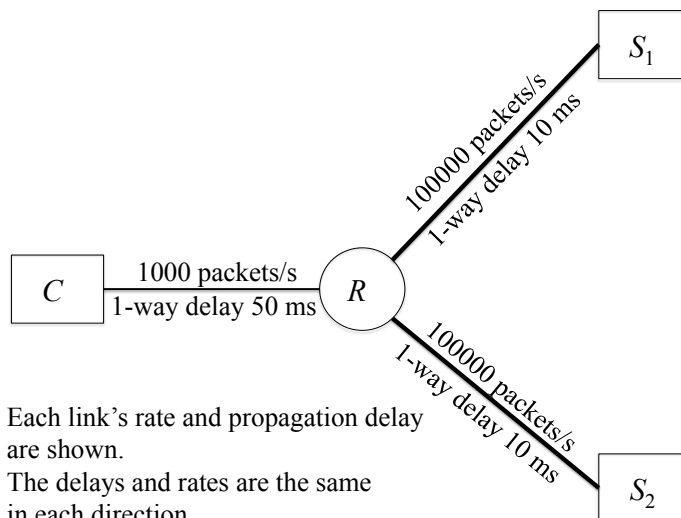 S1
100000 packets/s
1-way delay 10 ms
1000 packets/s
C
R
1-way delay 50 ms
100000 packets/s
1-way delay 10 ms
Each link's rate and propagation delay
are shown.
The delays and rates are the same
in each direction
S2